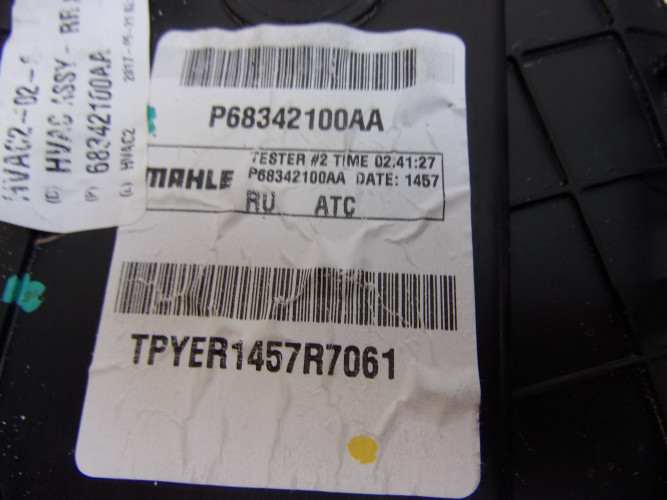 HVAC2-02-
(D) HVAC ASSY - RR
(P) 68342100AA
(L) HVAC2
P68342100AA
MAHLE
TESTER #2 TIME 02:41:27
P68342100AA DATE: 1457
RU ATC
TPYER1457R7061